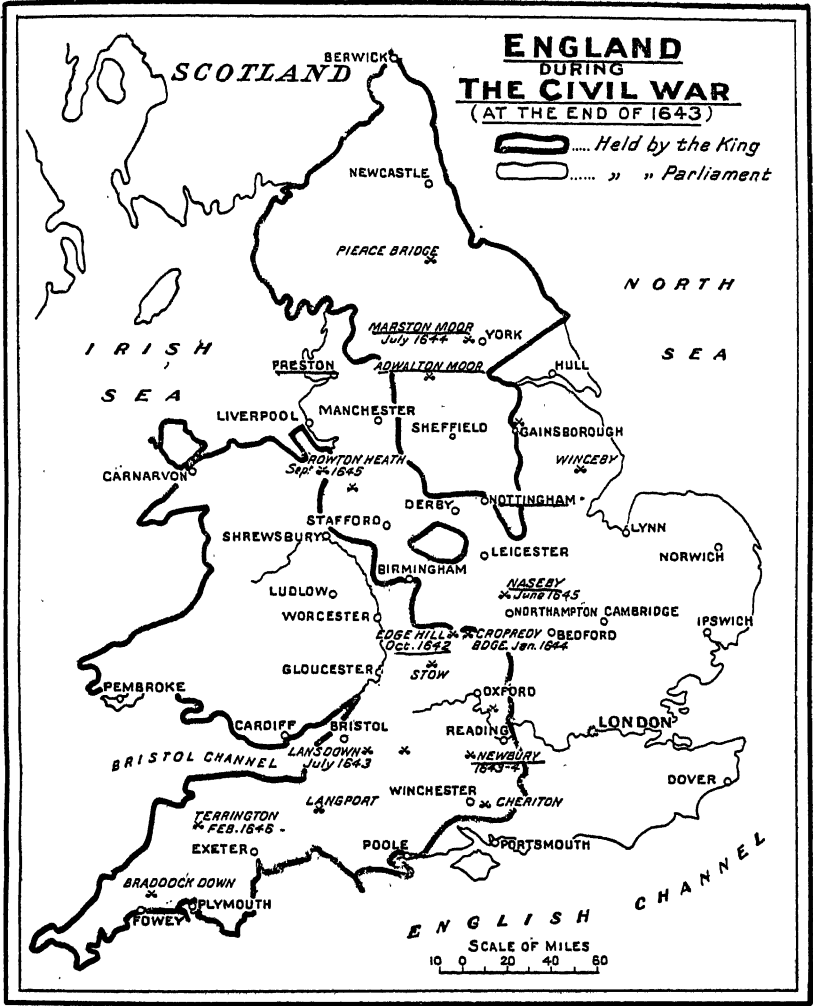 ENGLAND
DURING
THE CIVIL WAR
(AT THE END OF 1643)
..... Held by the King
...... „ „ Parliament
SCOTLAND
BERWICK
NEWCASTLE
PIERCE BRIDGE
NORTH
SEA
IRISH
SEA
MARSTON MOOR
July 1644
YORK
PRESTON
ADWALTON MOOR
HULL
LIVERPOOL
MANCHESTER
SHEFFIELD
GAINSBOROUGH
WINCEBY
ROWTON HEATH
Sept. 1645
CARNARVON
DERBY
NOTTINGHAM
STAFFORD
SHREWSBURY
LYNN
NORWICH
LEICESTER
BIRMINGHAM
LUDLOW
NASEBY
June 1645
WORCESTER
NORTHAMPTON
CAMBRIDGE
IPSWICH
EDGE HILL
Oct. 1642
CROPREDY
BDGE. Jan. 1644
BEDFORD
GLOUCESTER
STOW
PEMBROKE
OXFORD
CARDIFF
BRISTOL
READING
LONDON
BRISTOL CHANNEL
LANSDOWN
July 1643
NEWBURY
1643-4
DOVER
WINCHESTER
CHERITON
LANGPORT
TERRINGTON
FEB. 1646 -
EXETER
POOLE
PORTSMOUTH
BRADDOCK DOWN
PLYMOUTH
FOWEY
ENGLISH CHANNEL
SCALE OF MILES
10 0 20 40 60